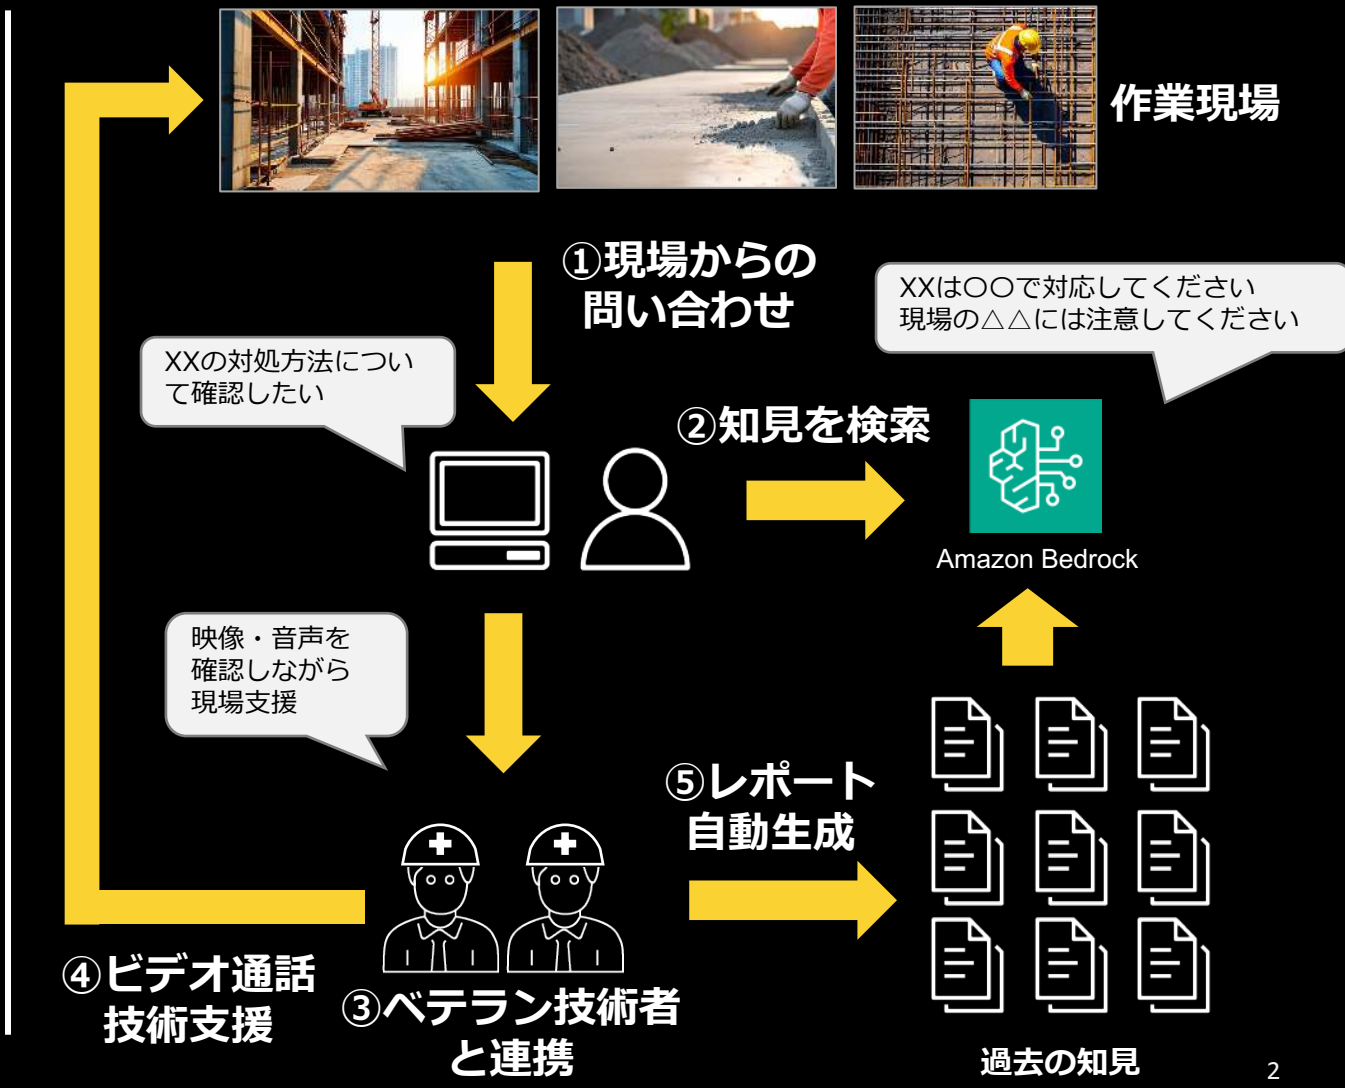 作業現場
①現場からの
問い合わせ
XXは〇〇で対応してください
現場の△△には注意してください
XXの対処方法につい
て確認したい
②知見を検索
Amazon Bedrock
映像・音声を
確認しながら
現場支援
⑤レポート
自動生成
④ビデオ通話
技術支援
③ベテラン技術者
と連携
過去の知見
2